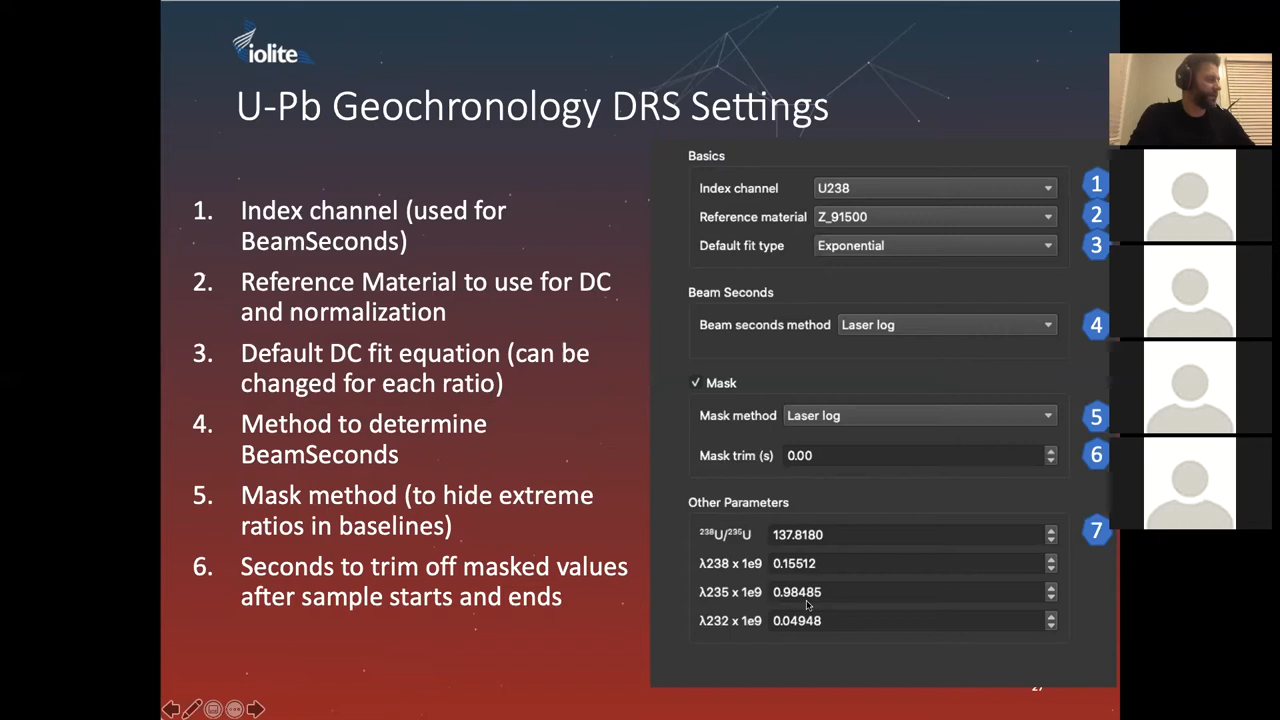 iolite
U-Pb Geochronology DRS Settings
1. Index channel (used for
BeamSeconds)
2. Reference Material to use for DC
and normalization
3. Default DC fit equation (can be
changed for each ratio)
4. Method to determine
BeamSeconds
5. Mask method (to hide extreme
ratios in baselines)
6. Seconds to trim off masked values
after sample starts and ends
Basics
Index channel U238 1
Reference material Z_91500 2
Default fit type Exponential 3
Beam Seconds
Beam seconds method Laser log 4
Mask
Mask method Laser log 5
Mask trim (s) 0.00 6
Other Parameters 7
²³⁸U/²³⁵U 137.8180
λ238 x 1e9 0.15512
λ235 x 1e9 0.98485
λ232 x 1e9 0.04948